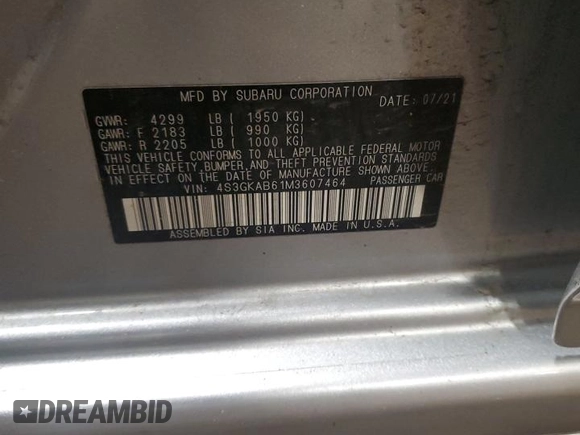 MFD BY SUBARU CORPORATION
DATE: 07/21
GVWR: 4299 LB ( 1950 KG)
GAWR: F 2183 LB ( 990 KG)
GAWR: R 2205 LB ( 1000 KG)
THIS VEHICLE CONFORMS TO ALL APPLICABLE FEDERAL MOTOR
VEHICLE SAFETY,BUMPER,AND THEFT PREVENTION STANDARDS
IN EFFECT ON THE DATE OF MANUFACTURE SHOWN ABOVE.
VIN: 4S3GKAB61M3607464 PASSENGER CAR
ASSEMBLED BY SIA INC. MADE IN U.S.A.
DREAMBID